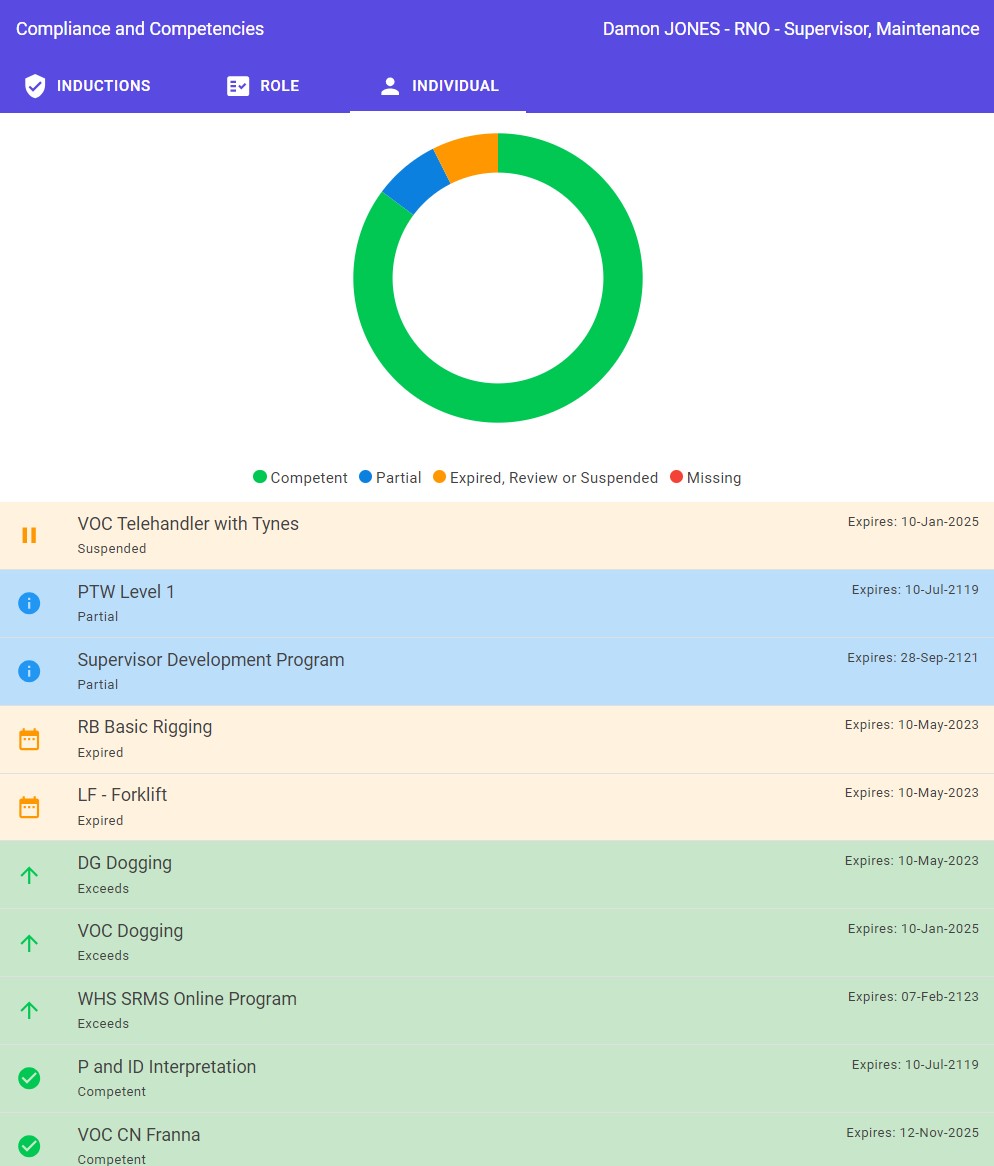 Compliance and Competencies
Damon JONES - RNO - Supervisor, Maintenance
INDUCTIONS
ROLE
INDIVIDUAL
Competent
Partial
Expired, Review or Suspended
Missing
VOC Telehandler with Tynes
Expires: 10-Jan-2025
Suspended
PTW Level 1
Expires: 10-Jul-2119
Partial
Supervisor Development Program
Expires: 28-Sep-2121
Partial
RB Basic Rigging
Expires: 10-May-2023
Expired
LF - Forklift
Expires: 10-May-2023
Expired
DG Dogging
Expires: 10-May-2023
Exceeds
VOC Dogging
Expires: 10-Jan-2025
Exceeds
WHS SRMS Online Program
Expires: 07-Feb-2123
Exceeds
P and ID Interpretation
Expires: 10-Jul-2119
Competent
VOC CN Franna
Expires: 12-Nov-2025
Competent